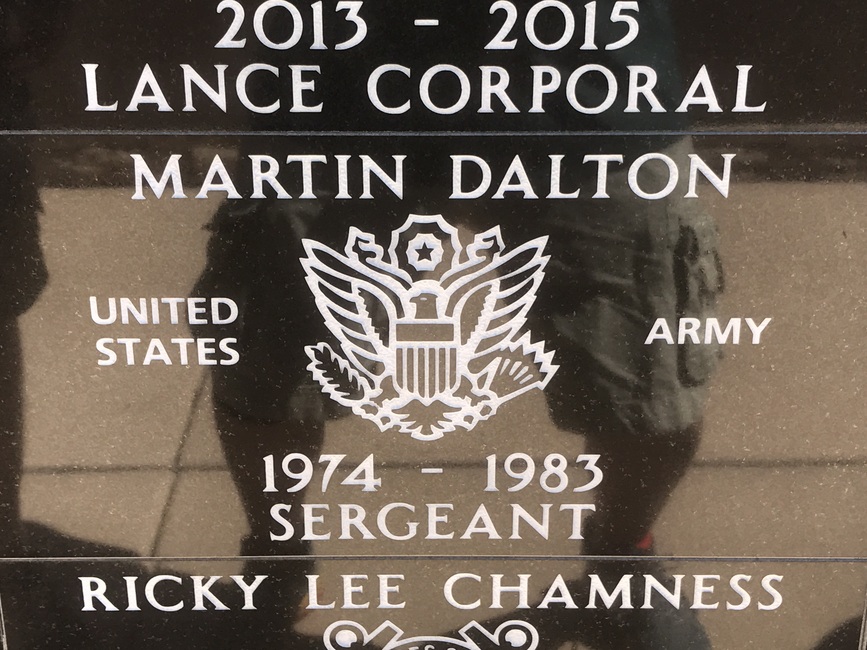 2013 - 2015
LANCE CORPORAL
MARTIN DALTON
UNITED
STATES
ARMY
1974 - 1983
SERGEANT
RICKY LEE CHAMNESS